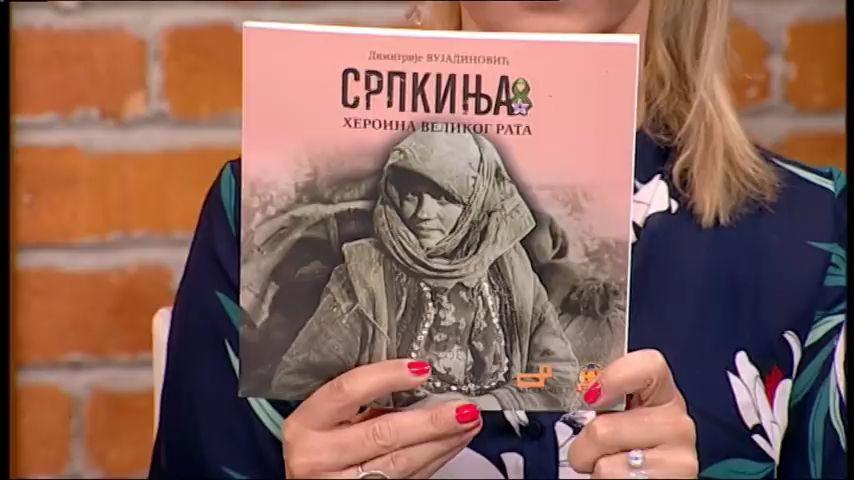 Димитрије ВУЈАДИНОВИЋ
СРПКИЊА
ХЕРОИНА ВЕЛИКОГ РАТА